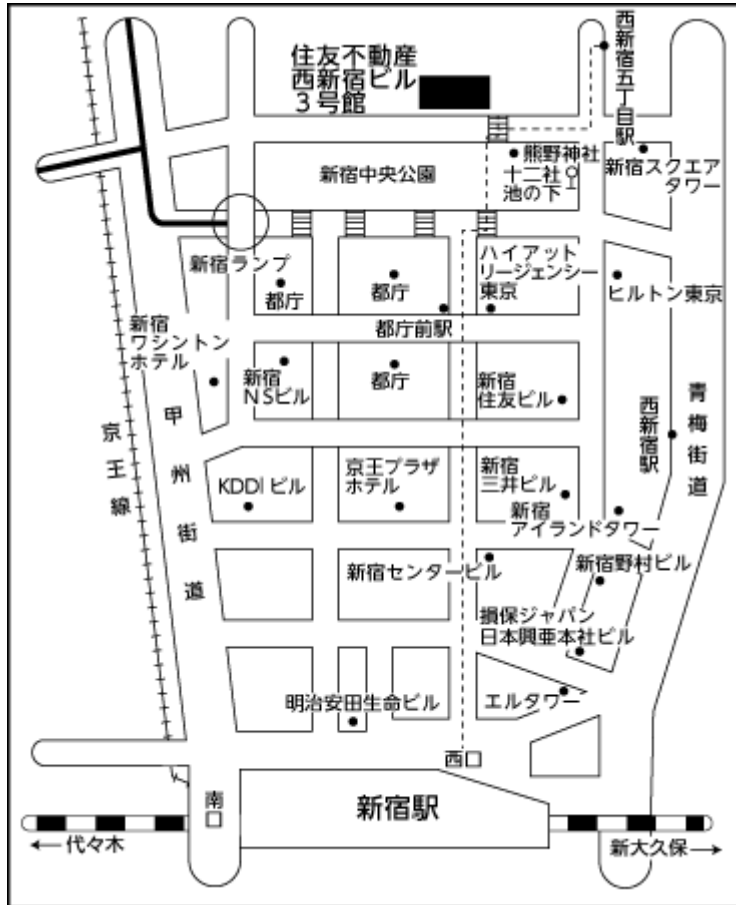 住友不動産
西新宿ビル
3号館
西新宿五丁目駅
熊野神社
十二社
池の下
新宿スクエア
タワー
新宿中央公園
新宿ランプ
都庁
都庁
ハイアット
リージェンシー
東京
ヒルトン東京
都庁前駅
新宿
ワシントン
ホテル
新宿
NSビル
都庁
新宿
住友ビル
西新宿駅
青梅街道
京王線
甲州街道
KDDIビル
京王プラザ
ホテル
新宿
三井ビル
新宿
アイランドタワー
新宿センタービル
新宿野村ビル
損保ジャパン
日本興亜本社ビル
明治安田生命ビル
エルタワー
西口
南口
新宿駅
←代々木
新大久保→